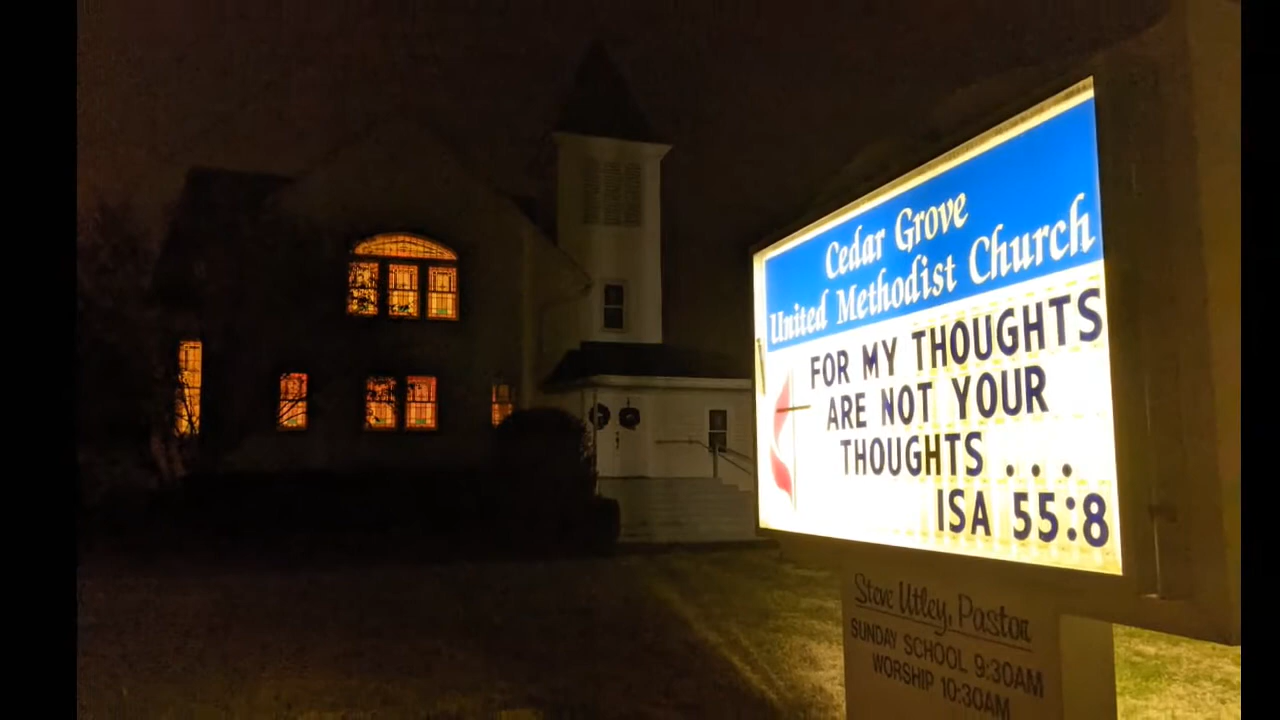 Cedar Grove
United Methodist Church
FOR MY THOUGHTS
ARE NOT YOUR
THOUGHTS ...
ISA 55:8
Steve Utley, Pastor
SUNDAY SCHOOL 9:30AM
WORSHIP 10:30AM